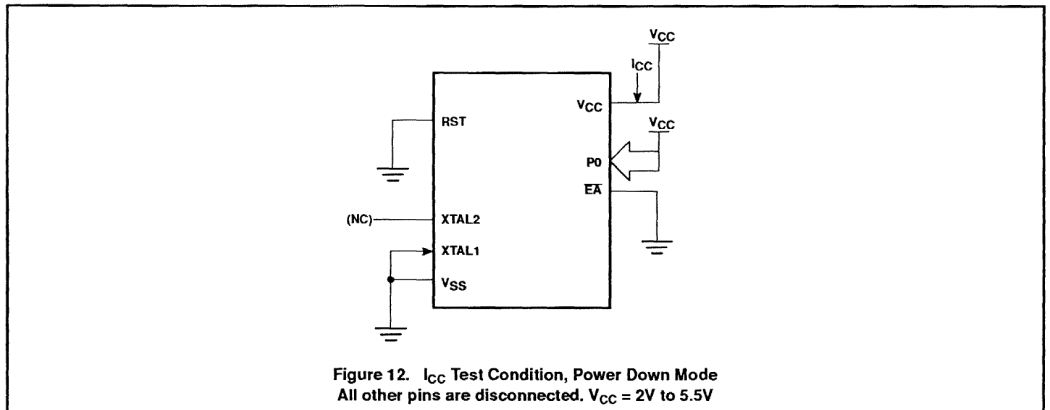 VCC
ICC
VCC
RST
VCC
P0
EA
(NC)
XTAL2
XTAL1
VSS
Figure 12. ICC Test Condition, Power Down Mode
All other pins are disconnected. VCC = 2V to 5.5V